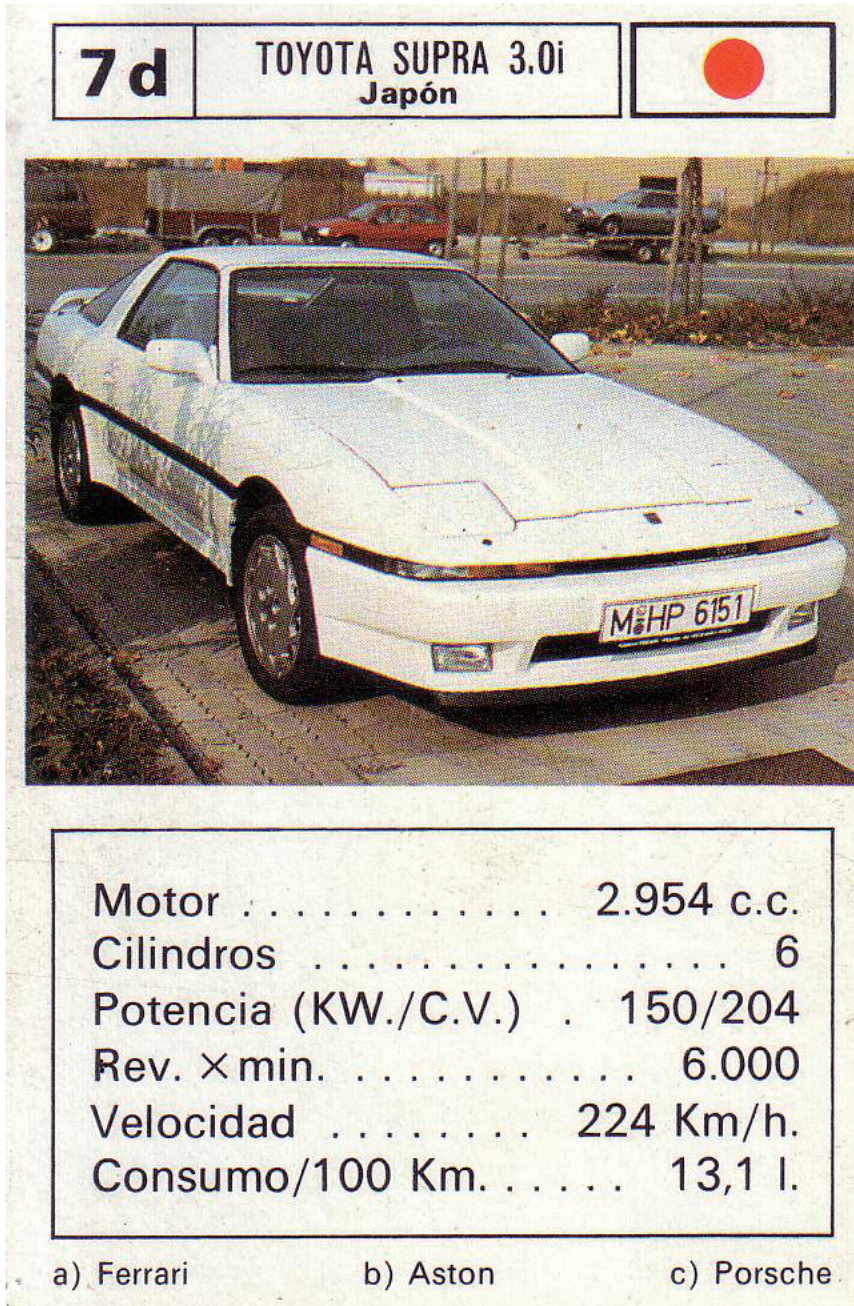 7d
TOYOTA SUPRA 3.0i
Japón
TOYOTA
M HP 6151
Motor . . . . . . . . . . . . . 2.954 c.c.
Cilindros . . . . . . . . . . . . . . . . 6
Potencia (KW./C.V.) . 150/204
Rev. × min. . . . . . . . . . . . . 6.000
Velocidad . . . . . . . . 224 Km/h.
Consumo/100 Km. . . . . . 13,1 l.
a) Ferrari b) Aston c) Porsche